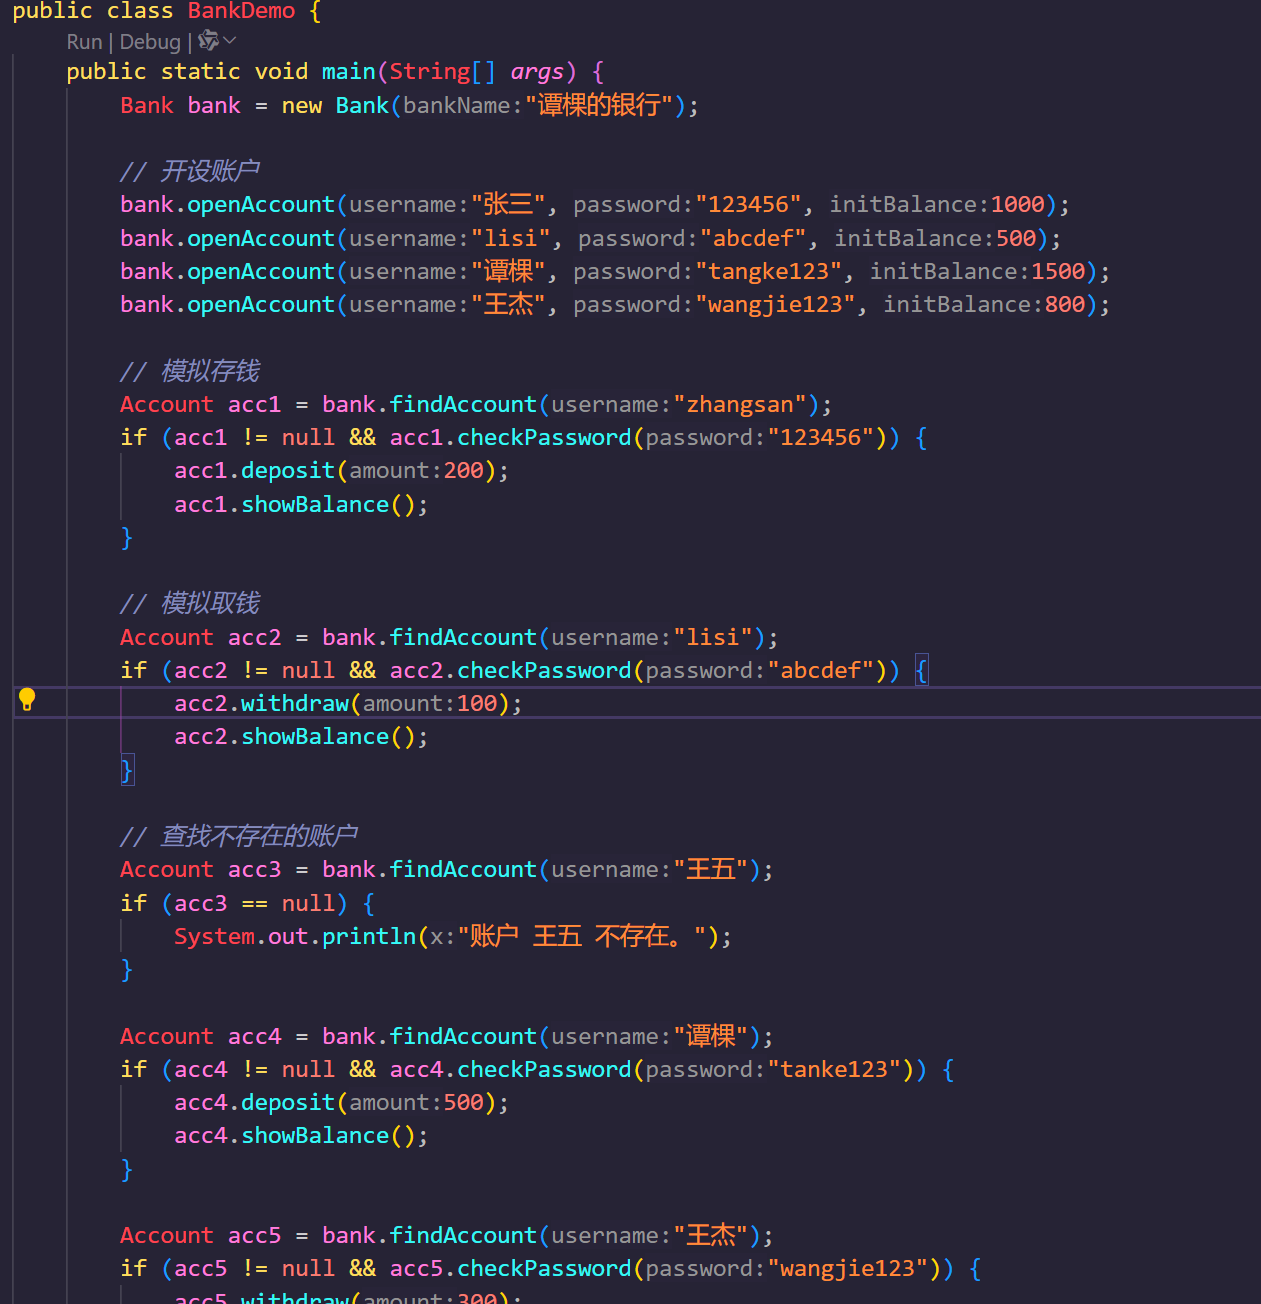 public class BankDemo {
Run | Debug |
public static void main(String[] args) {
Bank bank = new Bank(bankName:"谭棵的银行");
// 开设账户
bank.openAccount(username:"张三", password:"123456", initBalance:1000);
bank.openAccount(username:"lisi", password:"abcdef", initBalance:500);
bank.openAccount(username:"谭棵", password:"tangke123", initBalance:1500);
bank.openAccount(username:"王杰", password:"wangjie123", initBalance:800);
// 模拟存钱
Account acc1 = bank.findAccount(username:"zhangsan");
if (acc1 != null && acc1.checkPassword(password:"123456")) {
acc1.deposit(amount:200);
acc1.showBalance();
}
// 模拟取钱
Account acc2 = bank.findAccount(username:"lisi");
if (acc2 != null && acc2.checkPassword(password:"abcdef")) {
acc2.withdraw(amount:100);
acc2.showBalance();
}
// 查找不存在的账户
Account acc3 = bank.findAccount(username:"王五");
if (acc3 == null) {
System.out.println(x:"账户 王五 不存在。");
}
Account acc4 = bank.findAccount(username:"谭棵");
if (acc4 != null && acc4.checkPassword(password:"tanke123")) {
acc4.deposit(amount:500);
acc4.showBalance();
}
Account acc5 = bank.findAccount(username:"王杰");
if (acc5 != null && acc5.checkPassword(password:"wangjie123")) {
acc5.withdraw(amount:300);